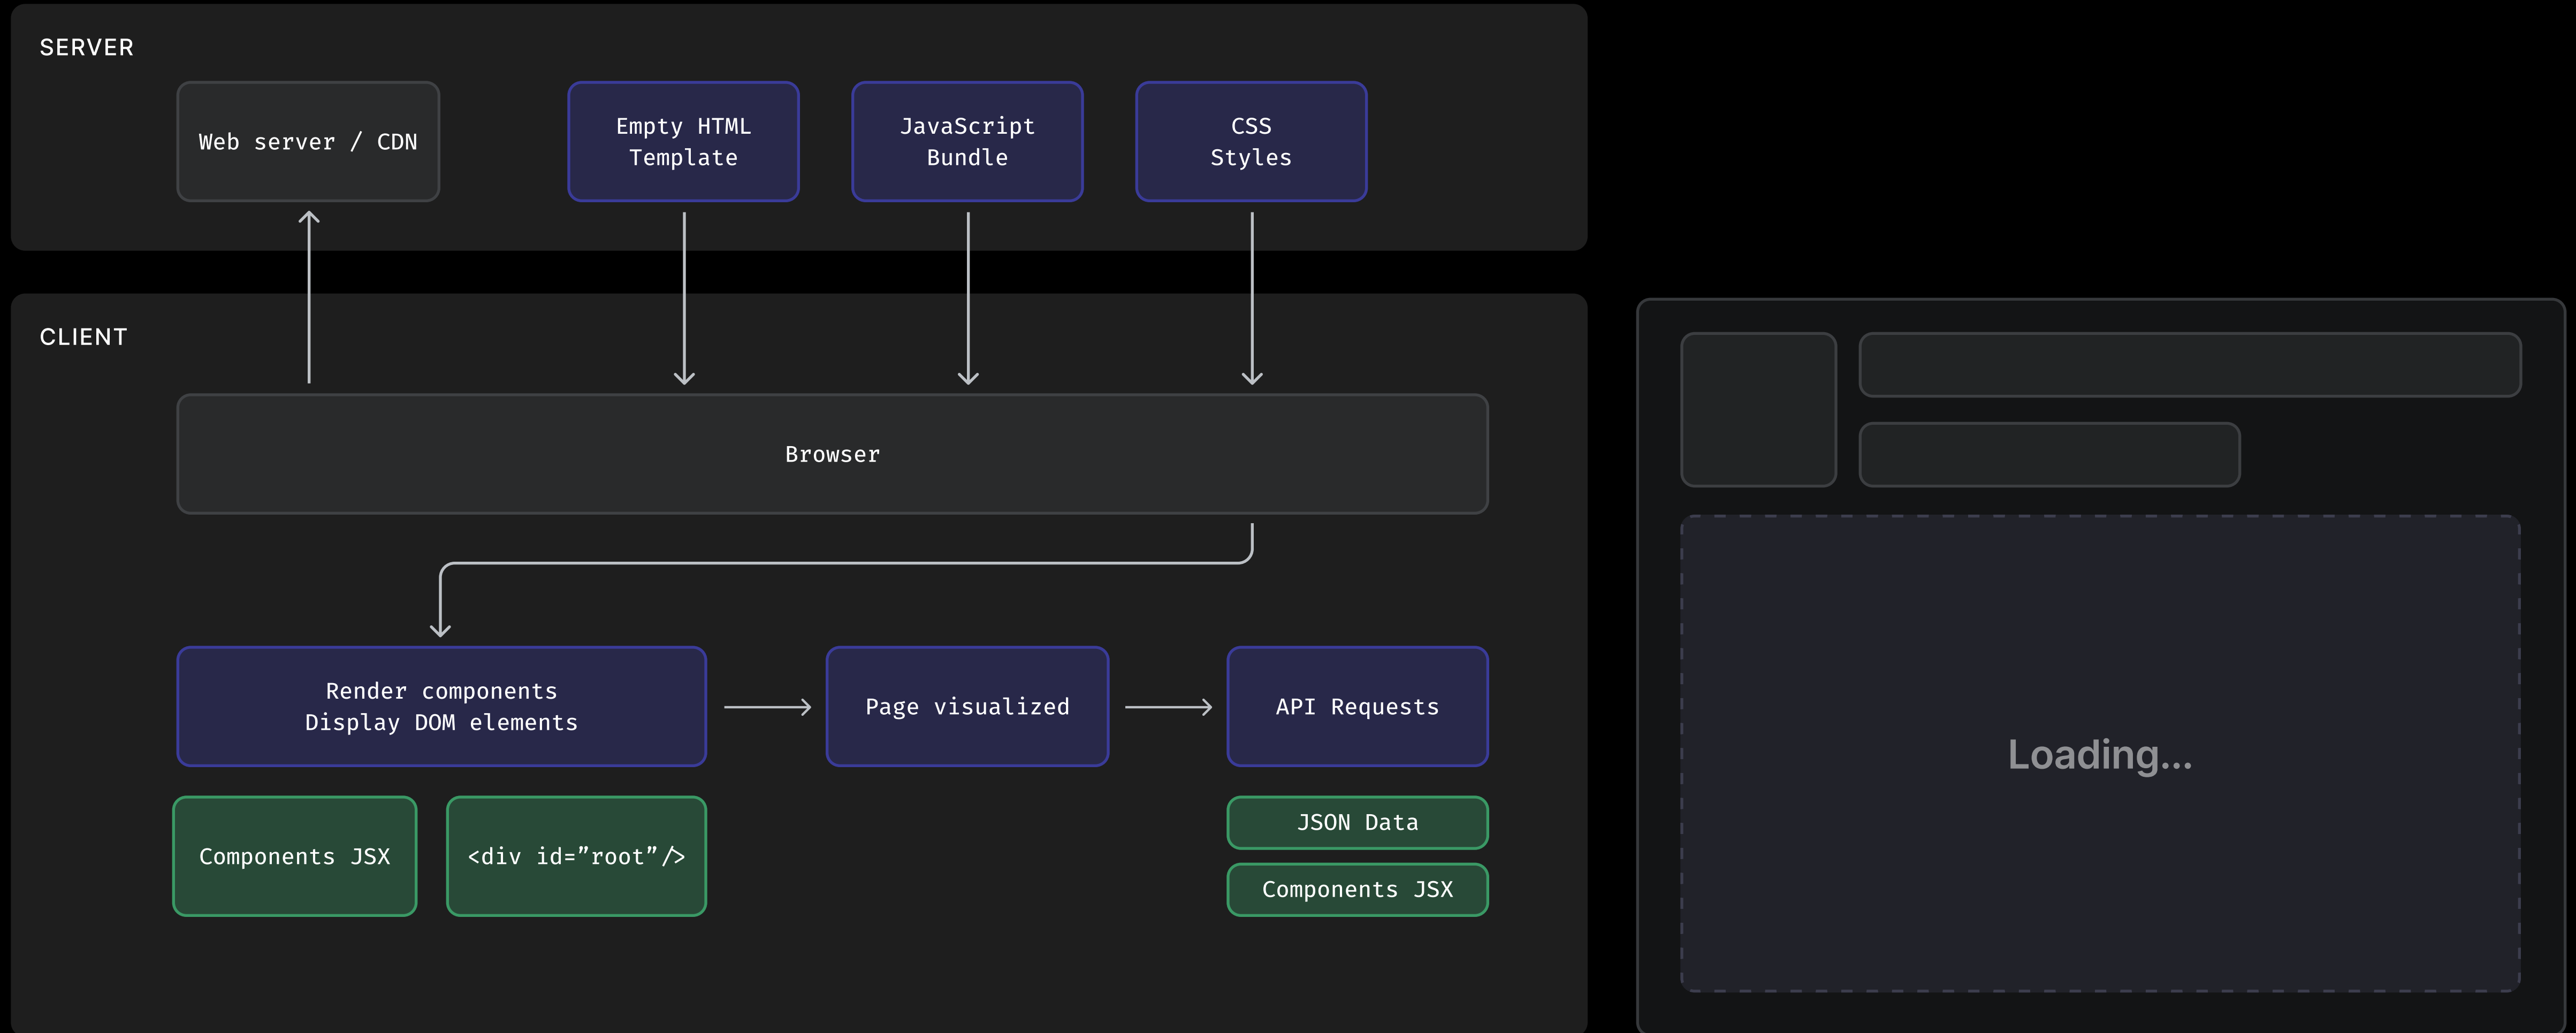 SERVER
Web server / CDN
Empty HTML
Template
JavaScript
Bundle
CSS
Styles
CLIENT
Browser
Render components
Display DOM elements
Page visualized
API Requests
Components JSX
<div id=”root”/>
JSON Data
Components JSX
Loading...